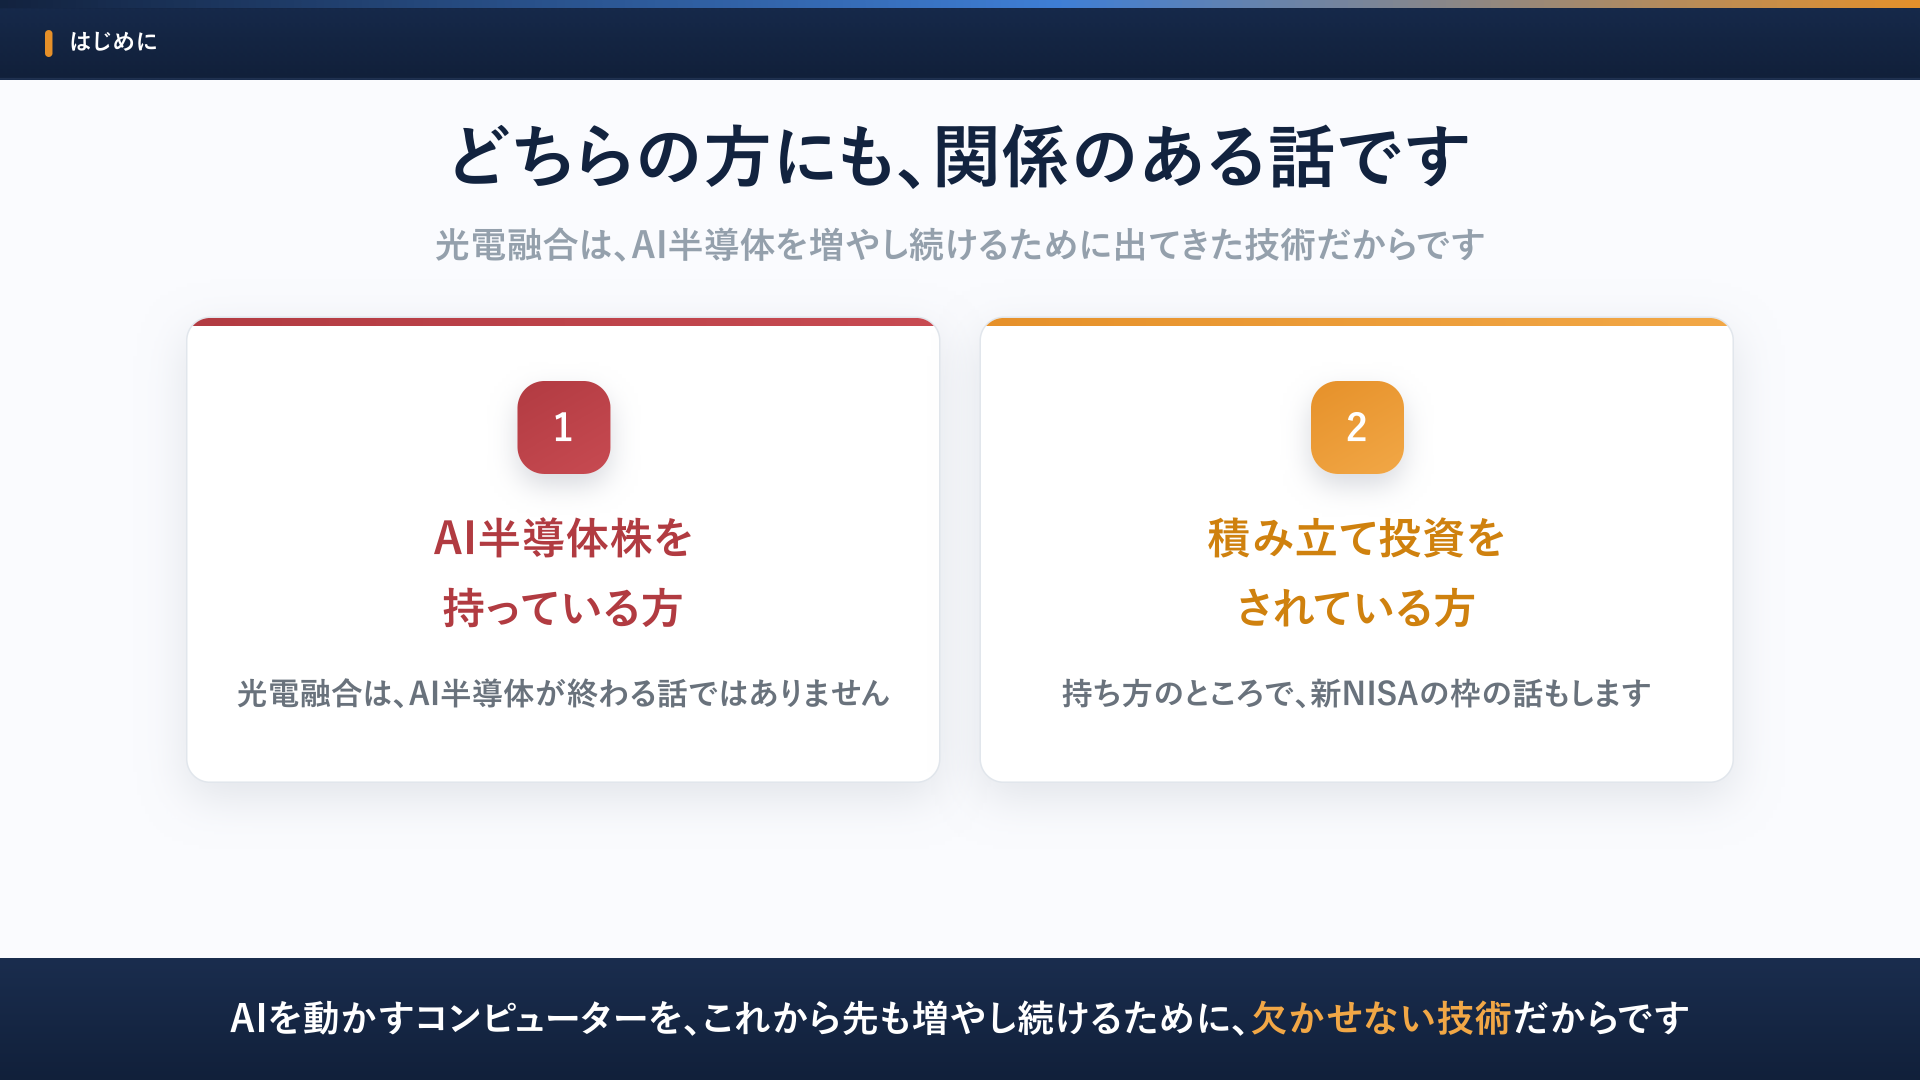 はじめに
どちらの方にも、関係のある話です
光電融合は、AI半導体を増やし続けるために出てきた技術だからです
1
AI半導体株を
持っている方
光電融合は、AI半導体が終わる話ではありません
2
積み立て投資を
されている方
持ち方のところで、新NISAの枠の話もします
AIを動かすコンピューターを、これから先も増やし続けるために、欠かせない技術だからです